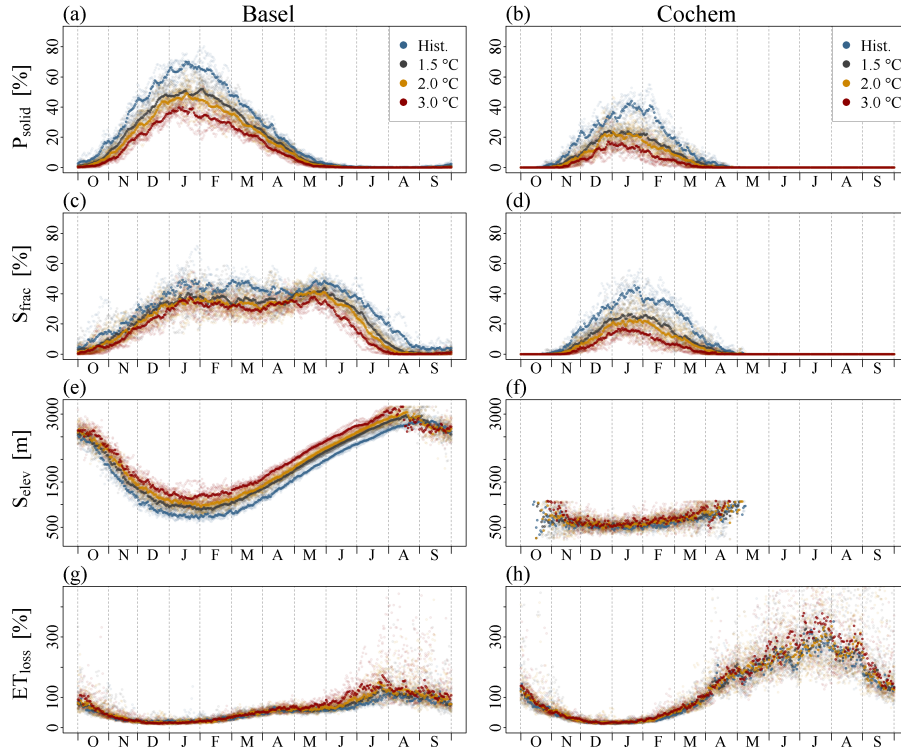 Basel
Cochem
(a)
(b)
P_solid [%]
0 20 40 60 80
0 20 40 60 80
Hist.
1.5 °C
2.0 °C
3.0 °C
Hist.
1.5 °C
2.0 °C
3.0 °C
O N D J F M A M J J A S
O N D J F M A M J J A S
(c)
(d)
S_frac [%]
0 20 40 60 80
0 20 40 60 80
O N D J F M A M J J A S
O N D J F M A M J J A S
(e)
(f)
S_elev [m]
500 1500 3000
500 1500 3000
O N D J F M A M J J A S
O N D J F M A M J J A S
(g)
(h)
ET_loss [%]
0 100 300
0 100 300
O N D J F M A M J J A S
O N D J F M A M J J A S